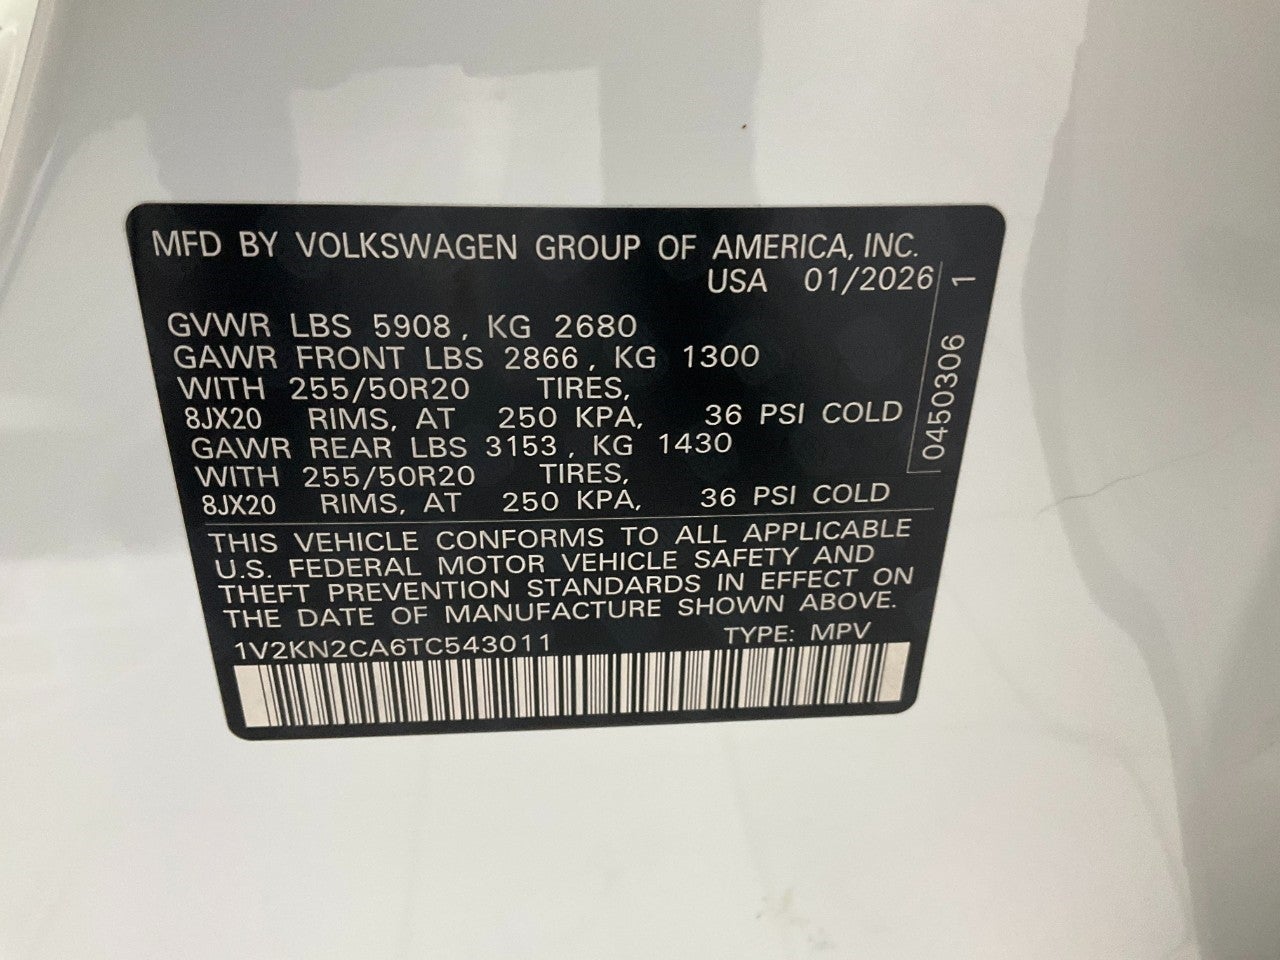 MFD BY VOLKSWAGEN GROUP OF AMERICA, INC.
USA 01/2026
GVWR LBS 5908, KG 2680
GAWR FRONT LBS 2866, KG 1300
WITH 255/50R20 TIRES,
8JX20 RIMS, AT 250 KPA, 36 PSI COLD
GAWR REAR LBS 3153, KG 1430
WITH 255/50R20 TIRES,
8JX20 RIMS, AT 250 KPA, 36 PSI COLD
THIS VEHICLE CONFORMS TO ALL APPLICABLE
U.S. FEDERAL MOTOR VEHICLE SAFETY AND
THEFT PREVENTION STANDARDS IN EFFECT ON
THE DATE OF MANUFACTURE SHOWN ABOVE.
1V2KN2CA6TC543011 TYPE: MPV
0450306 1